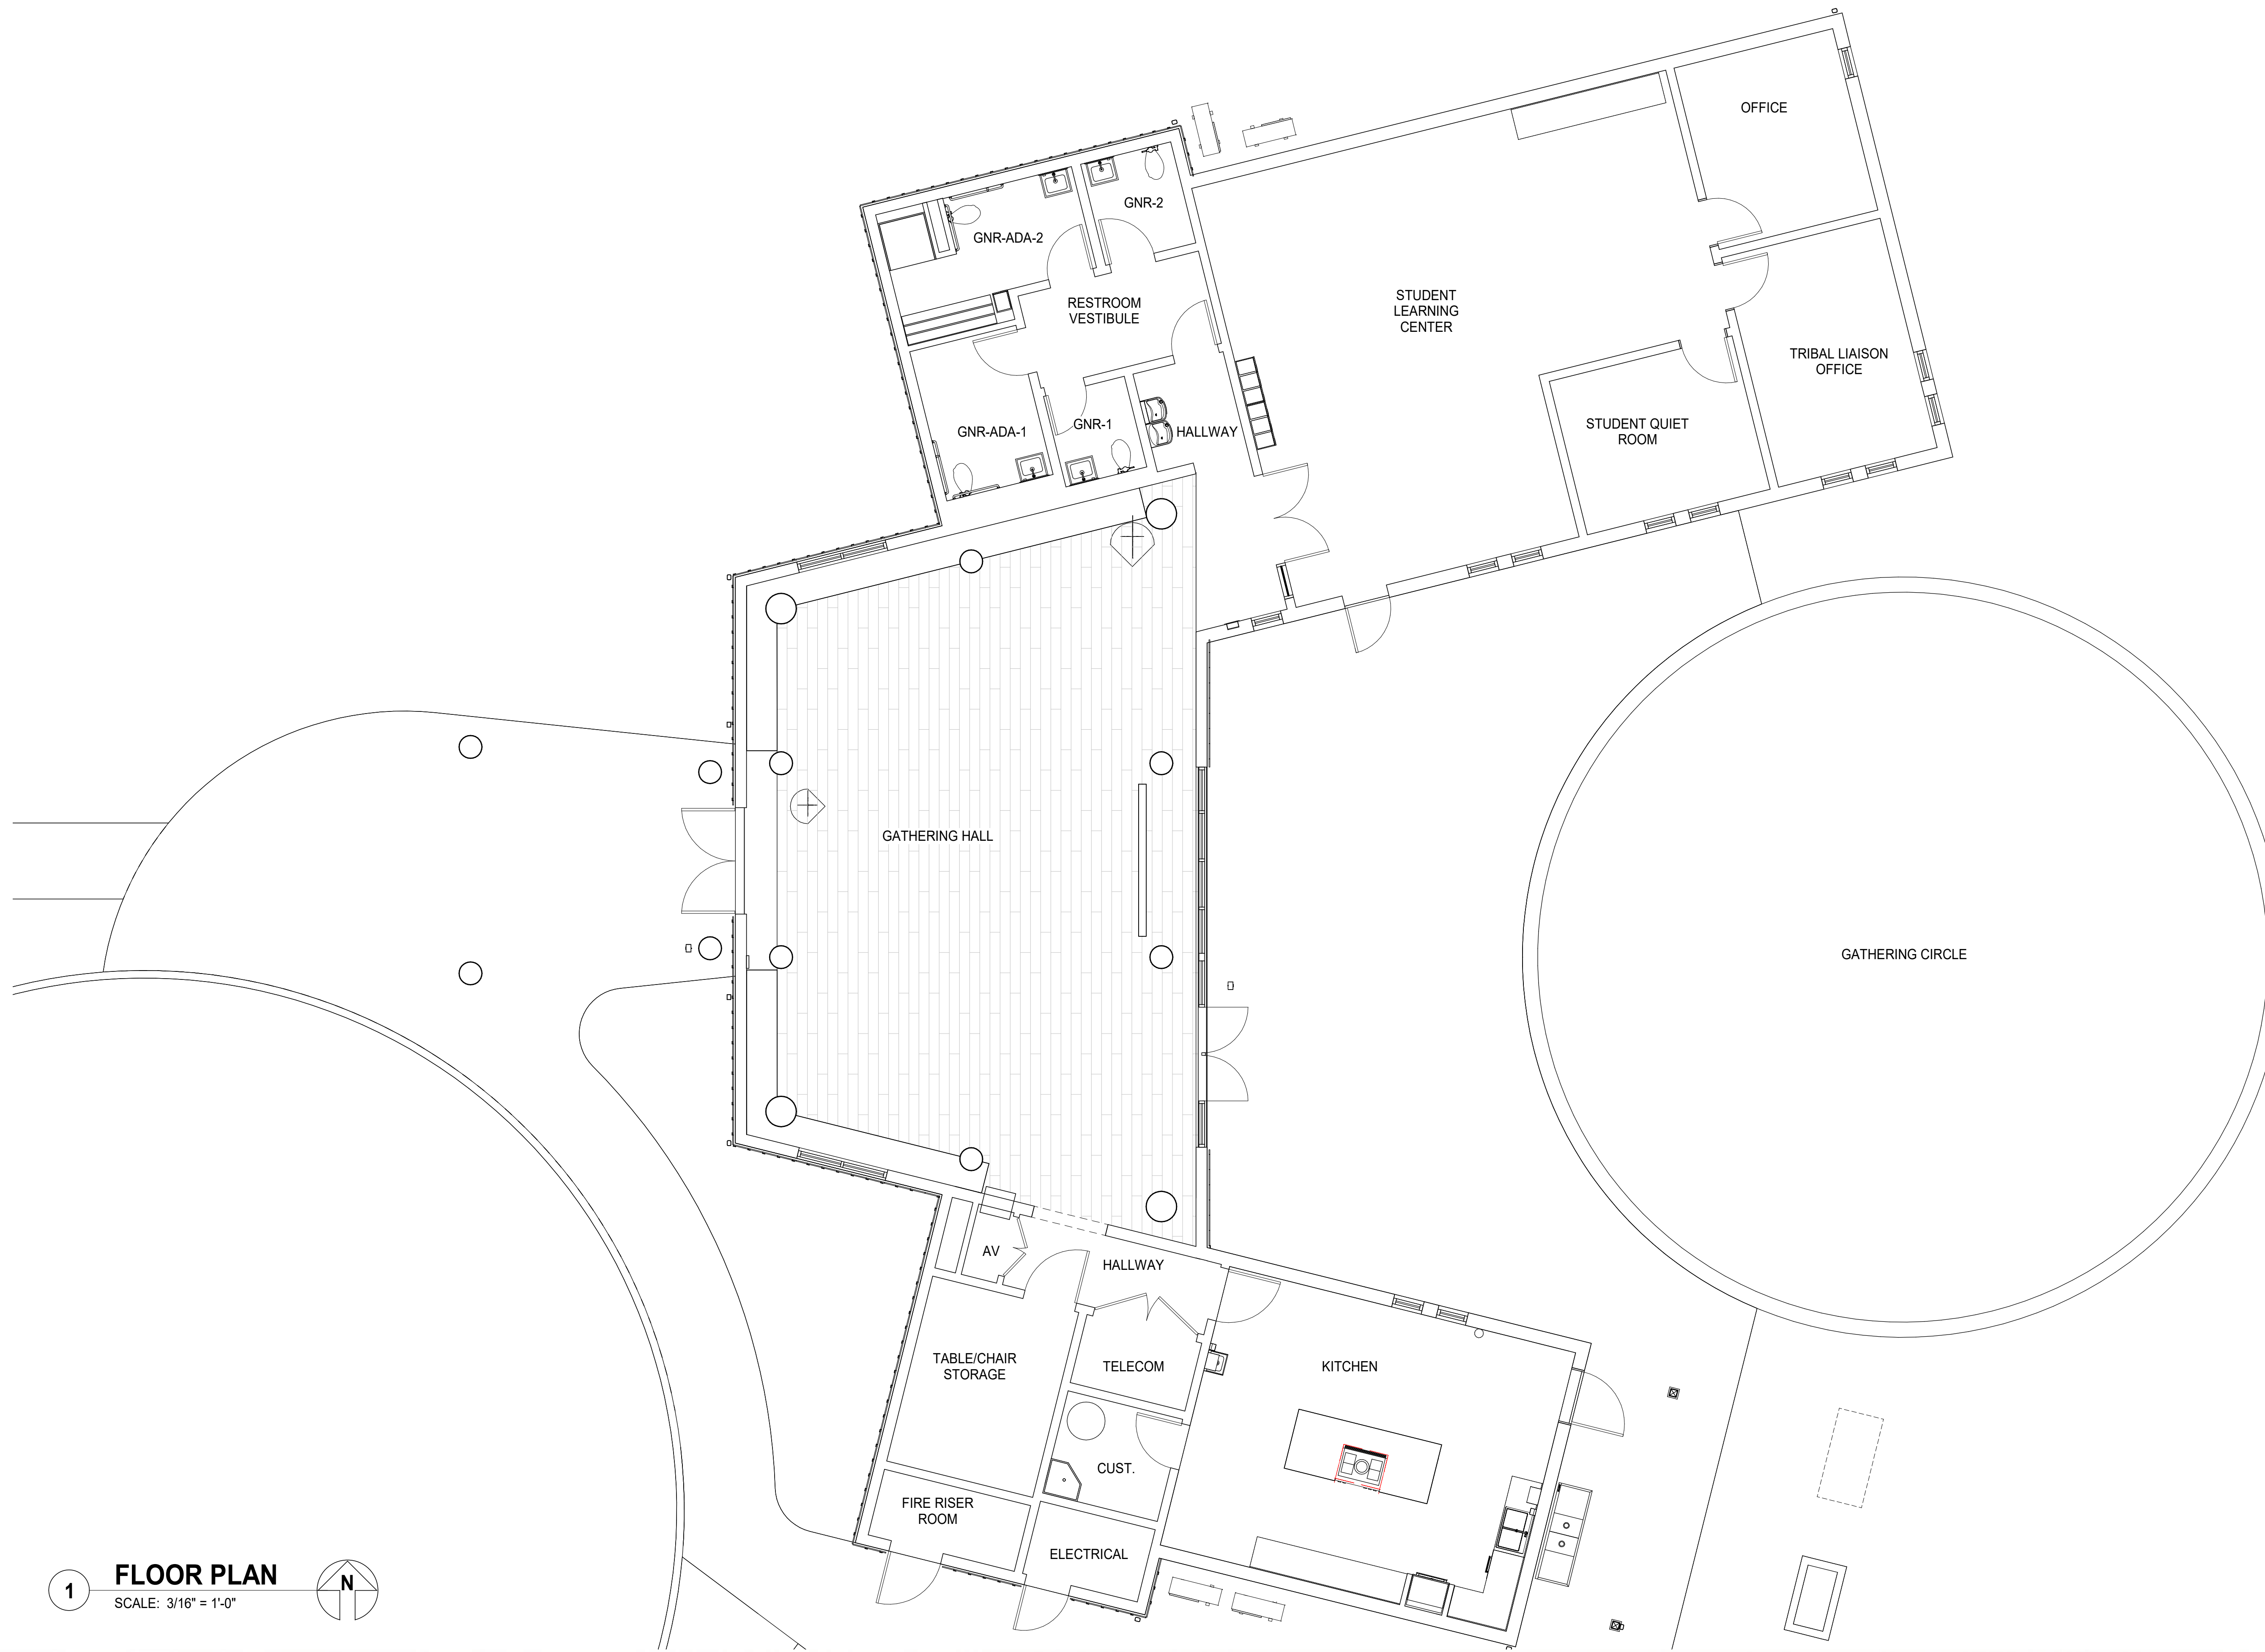 OFFICE
GNR-2
GNR-ADA-2
STUDENT
LEARNING
CENTER
RESTROOM
VESTIBULE
TRIBAL LIAISON
OFFICE
STUDENT QUIET
ROOM
GNR-ADA-1
GNR-1
HALLWAY
GATHERING HALL
GATHERING CIRCLE
AV
HALLWAY
TABLE/CHAIR
STORAGE
TELECOM
KITCHEN
CUST.
FIRE RISER
ROOM
ELECTRICAL
1
FLOOR PLAN
SCALE: 3/16" = 1'-0"
N